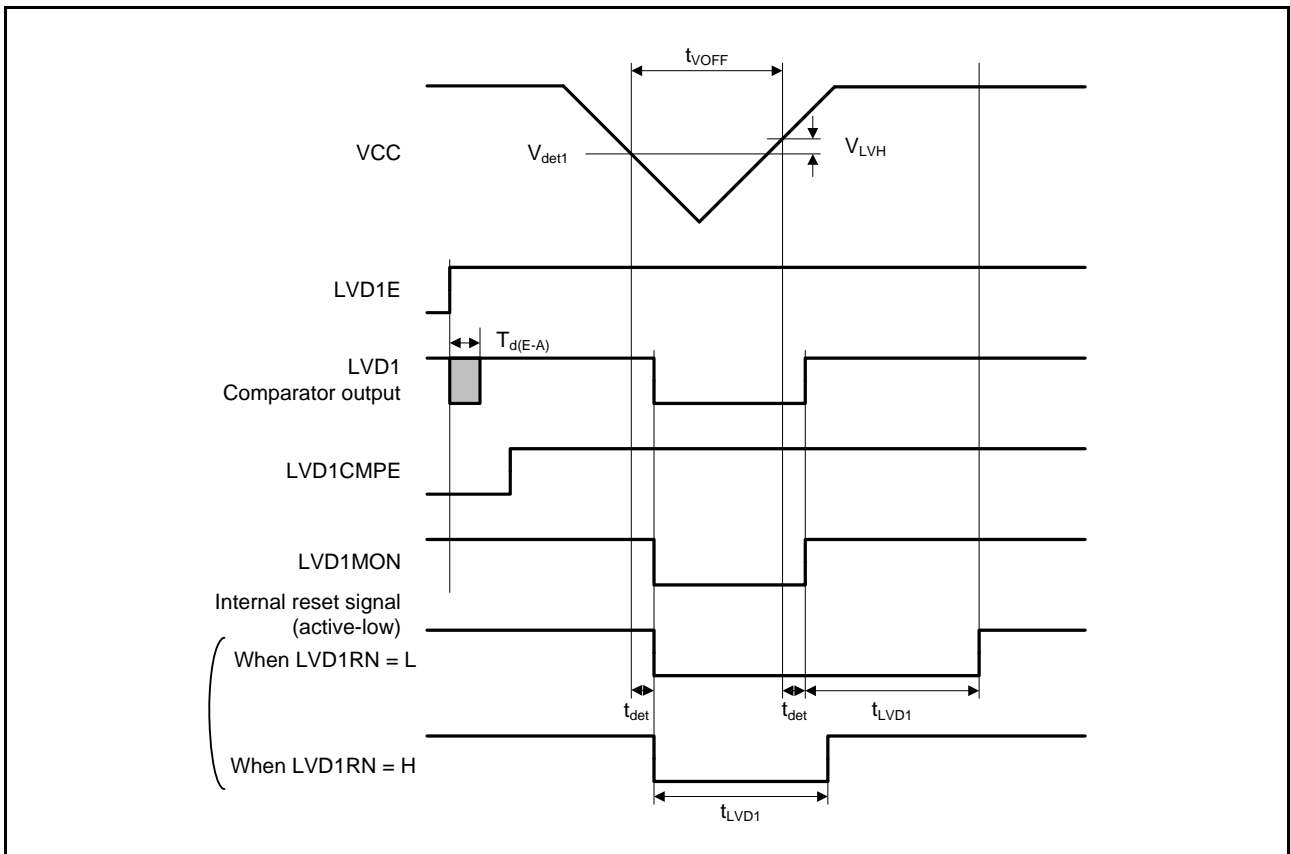 tVOFF
VCC
Vdet1
VLVH
LVD1E
Td(E-A)
LVD1
Comparator output
LVD1CMPE
LVD1MON
Internal reset signal
(active-low)
When LVD1RN = L
tdet
tdet
tLVD1
When LVD1RN = H
tLVD1